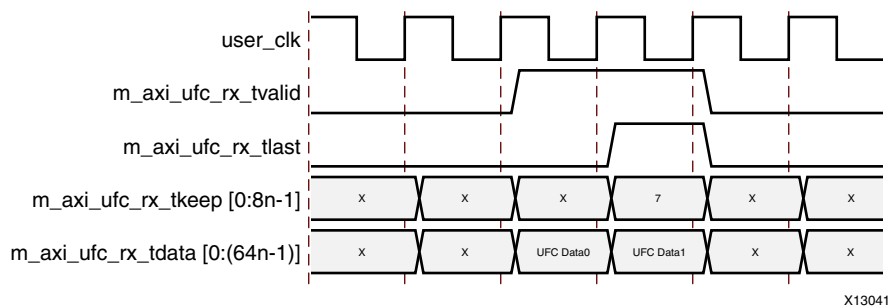 user_clk
m_axi_ufc_rx_tvalid
m_axi_ufc_rx_tlast
m_axi_ufc_rx_tkeep [0:8n-1] X X X 7 X X
m_axi_ufc_rx_tdata [0:(64n-1)] X X UFC Data0 UFC Data1 X X
X13041